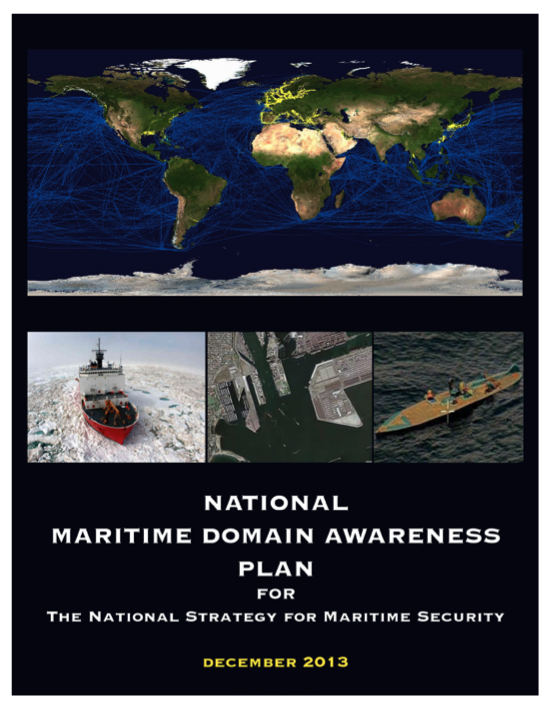 NATIONAL
MARITIME DOMAIN AWARENESS
PLAN
FOR
THE NATIONAL STRATEGY FOR MARITIME SECURITY
DECEMBER 2013